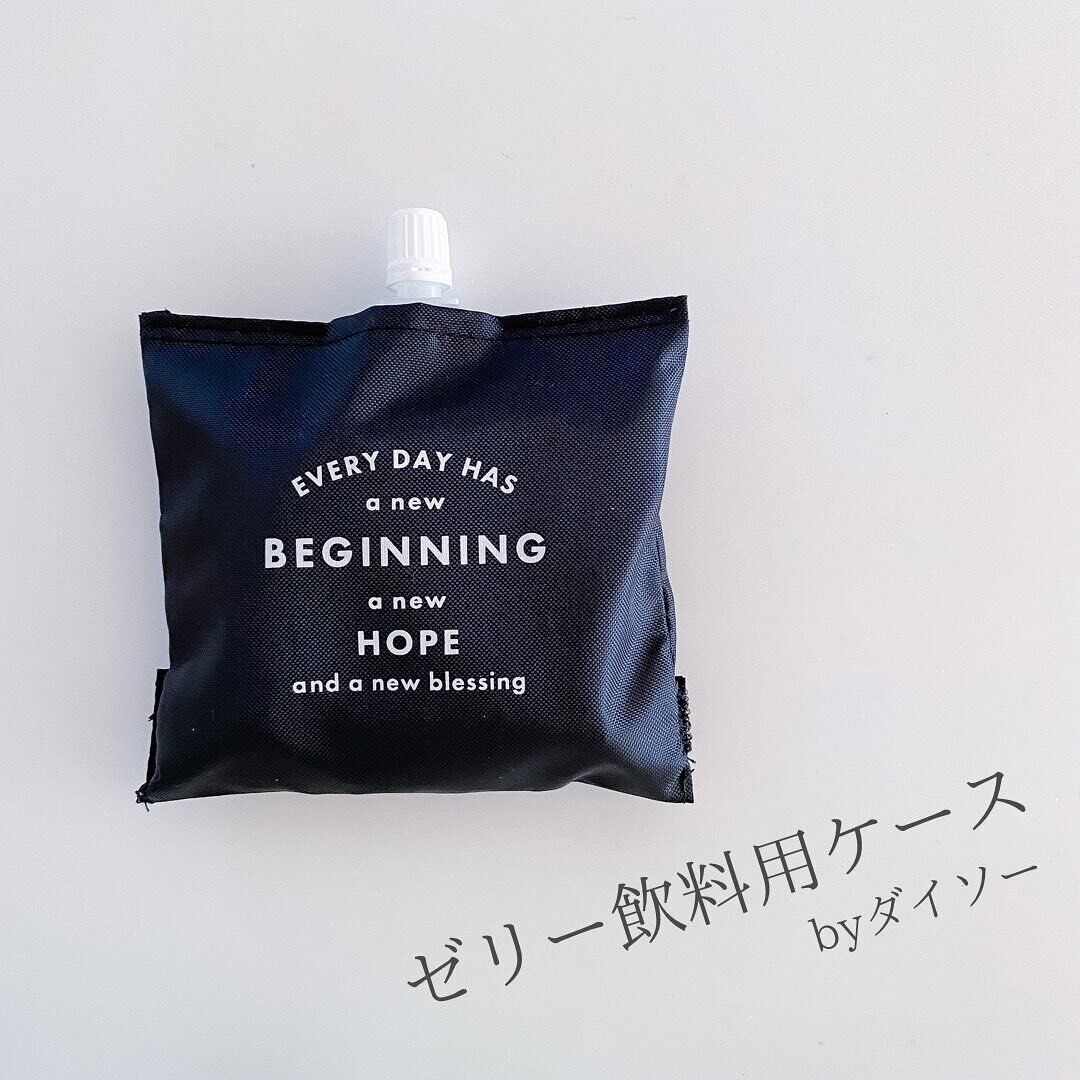 EVERY DAY HAS
a new
BEGINNING
a new
HOPE
and a new blessing
ゼリー飲料用ケース
byダイソー